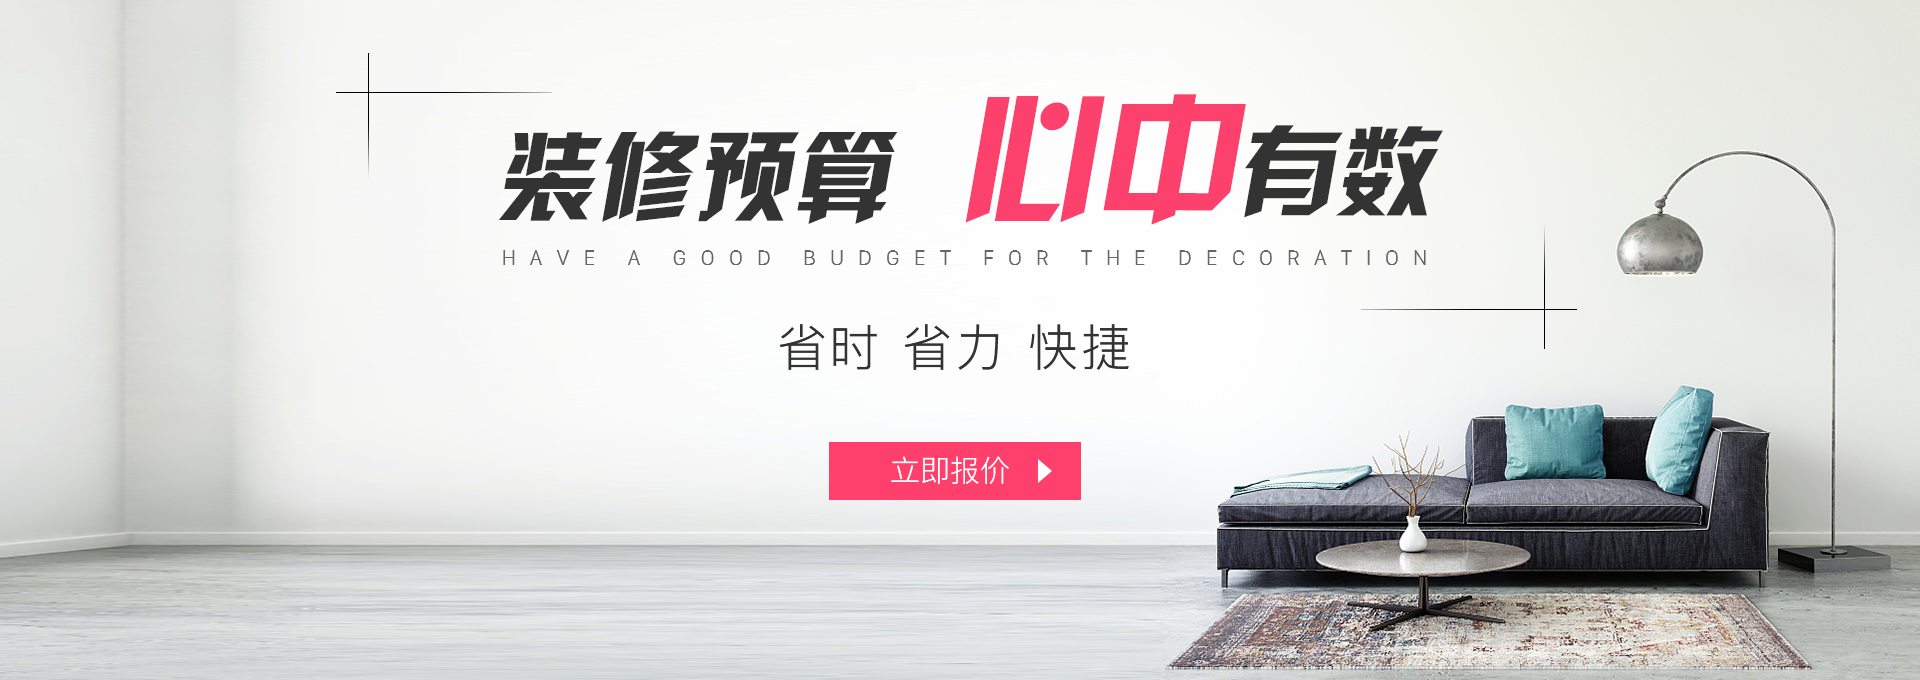 装修预算 心中有数
HAVE A GOOD BUDGET FOR THE DECORATION
省时 省力 快捷
立即报价